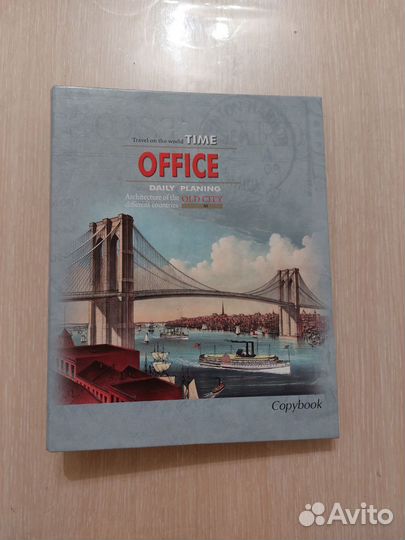 Travel on the world TIME
OFFICE
DAILY PLANING
Architecture of the OLD CITY
different countries
Copybook
Avito